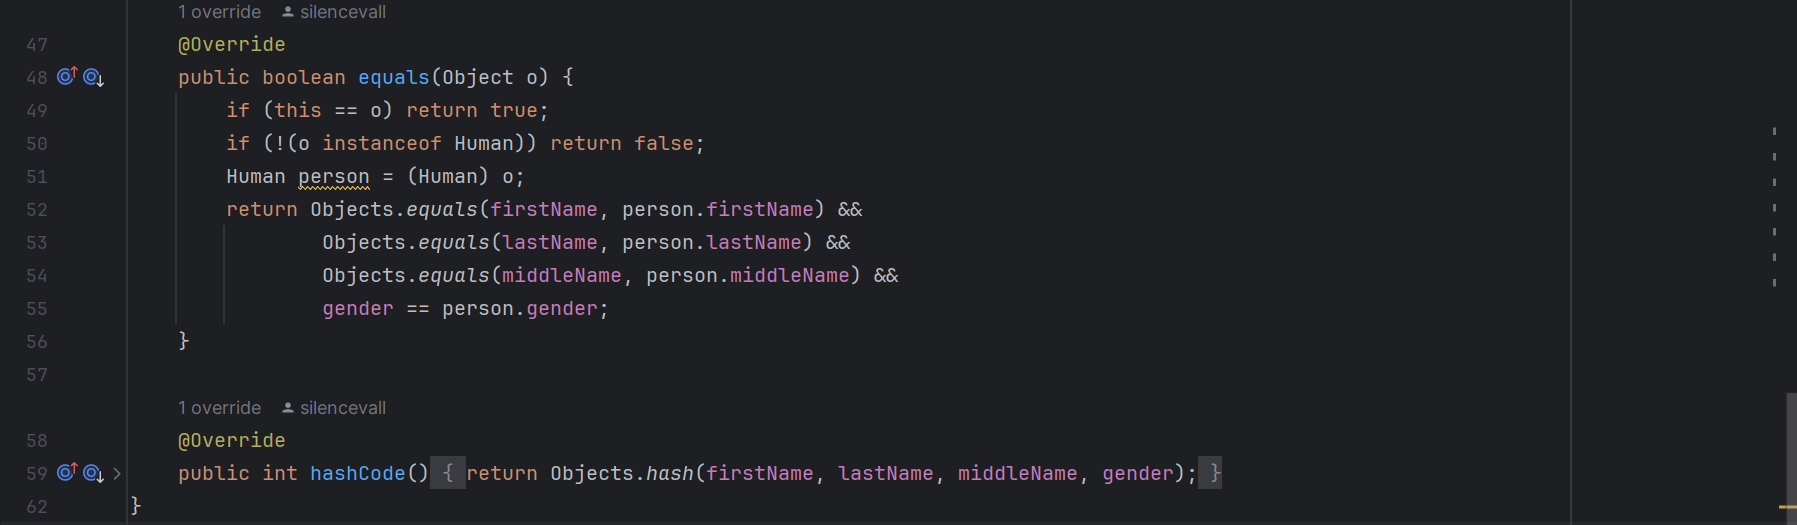 1 override silencevall
47 @Override
48 public boolean equals(Object o) {
49 if (this == o) return true;
50 if (!(o instanceof Human)) return false;
51 Human person = (Human) o;
52 return Objects.equals(firstName, person.firstName) &&
53 Objects.equals(lastName, person.lastName) &&
54 Objects.equals(middleName, person.middleName) &&
55 gender == person.gender;
56 }
57
1 override silencevall
58 @Override
59 public int hashCode() { return Objects.hash(firstName, lastName, middleName, gender); }
62 }